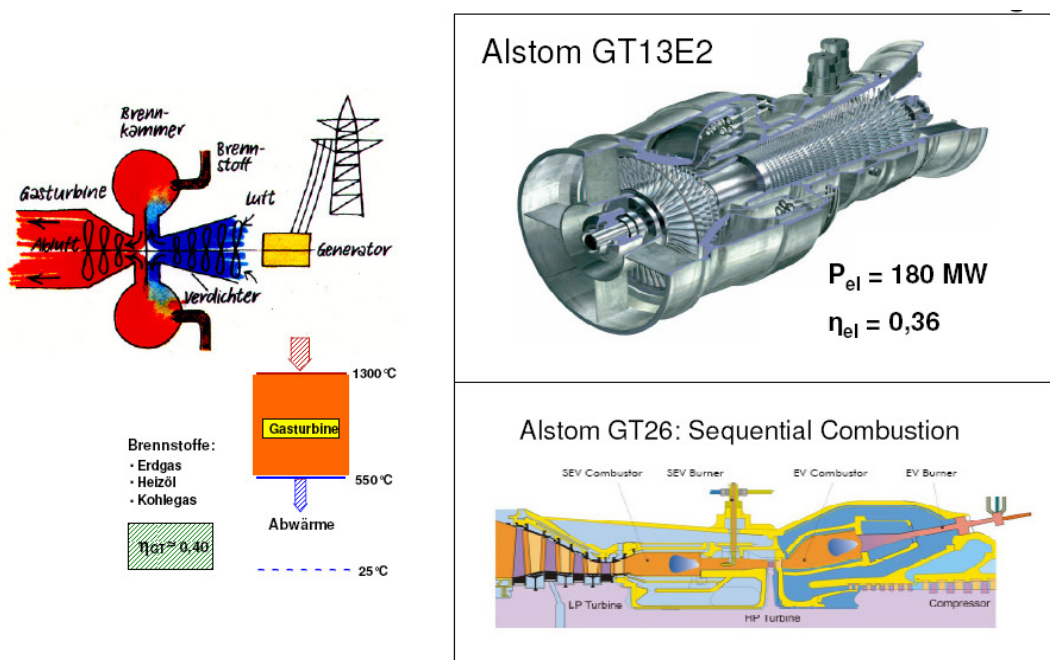 Brenn-
kammer
Brenn-
stoff
Gasturbine
Luft
Abluft
Generator
Verdichter
1300°C
Gasturbine
550°C
Abwärme
25°C
Brennstoffe:
· Erdgas
· Heizöl
· Kohlegas
ηGT≈ 0.40
Alstom GT13E2
Pel = 180 MW
ηel = 0,36
Alstom GT26: Sequential Combustion
SEV Combustor
SEV Burner
EV Combustor
EV Burner
LP Turbine
HP Turbine
Compressor